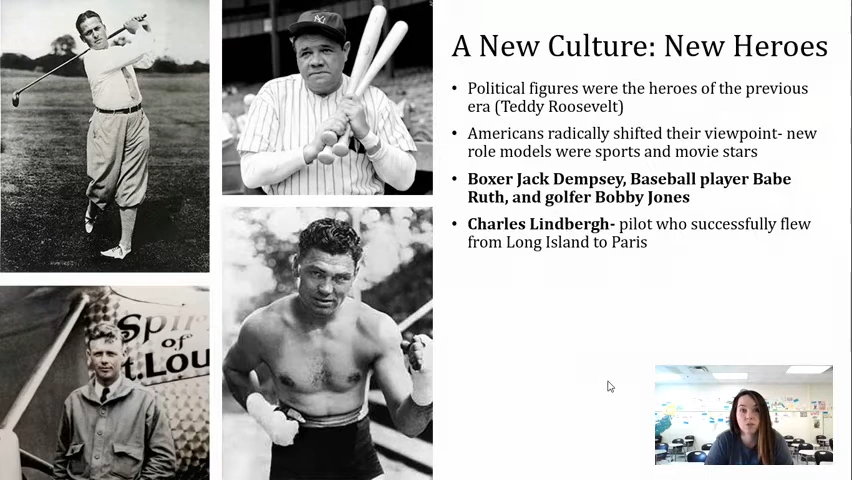 A New Culture: New Heroes
• Political figures were the heroes of the previous
era (Teddy Roosevelt)
• Americans radically shifted their viewpoint- new
role models were sports and movie stars
• Boxer Jack Dempsey, Baseball player Babe
Ruth, and golfer Bobby Jones
• Charles Lindbergh- pilot who successfully flew
from Long Island to Paris
Spir
of
t.Lou